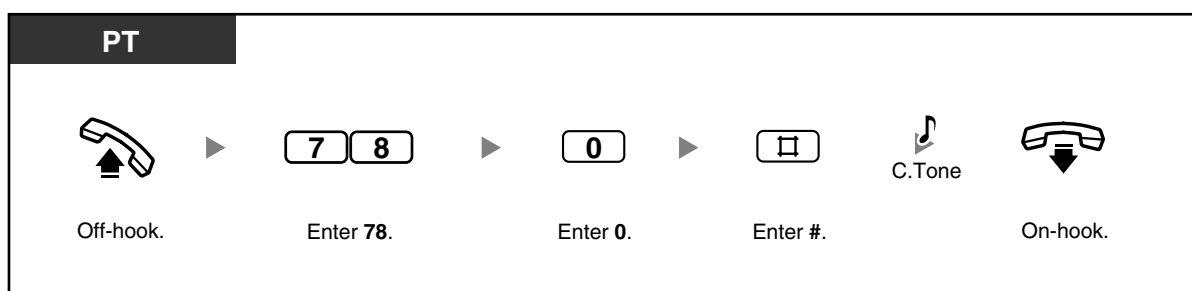 PT
7 8 0 #
C.Tone
Off-hook. Enter 78. Enter 0. Enter #. On-hook.